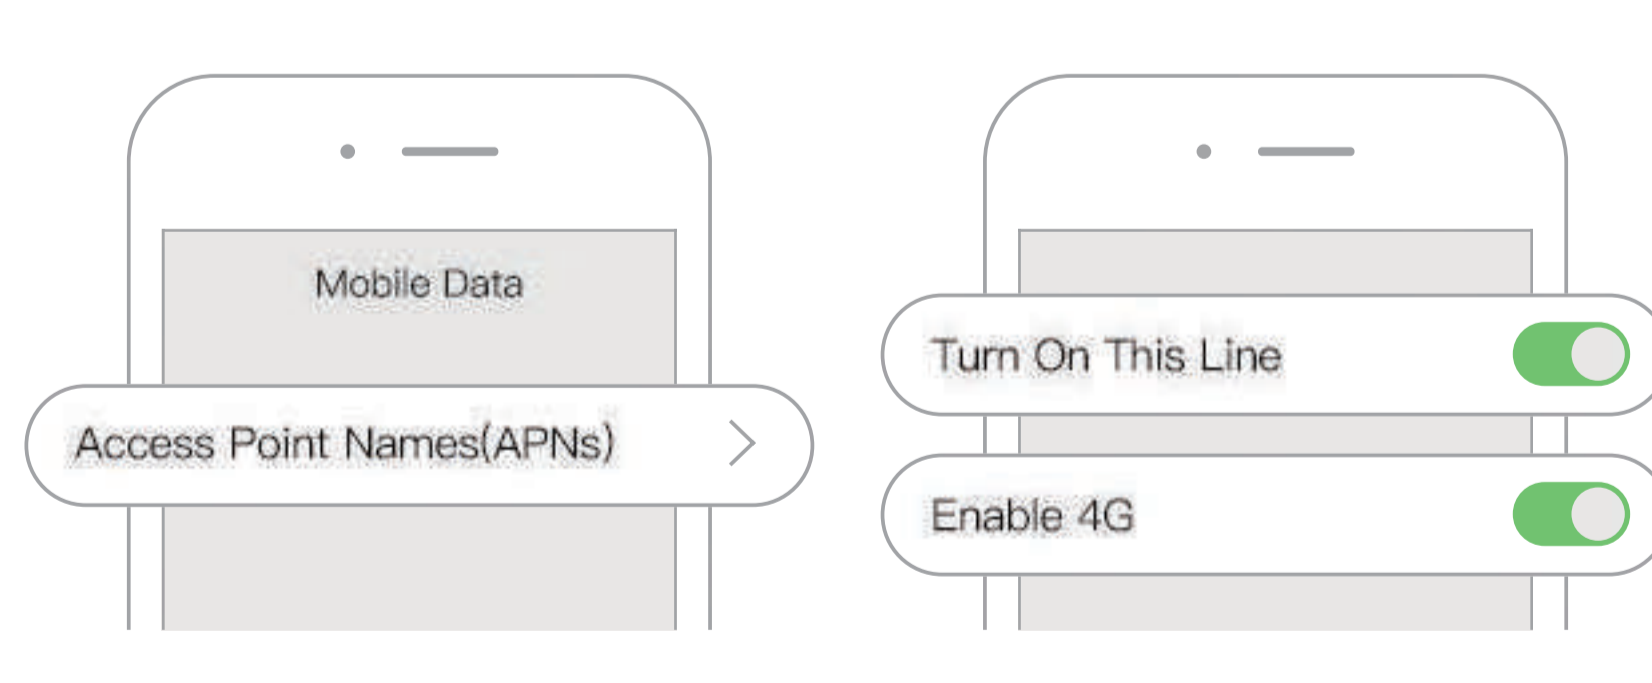 Mobile Data
Access Point Names(APNs)
Turn On This Line
Enable 4G